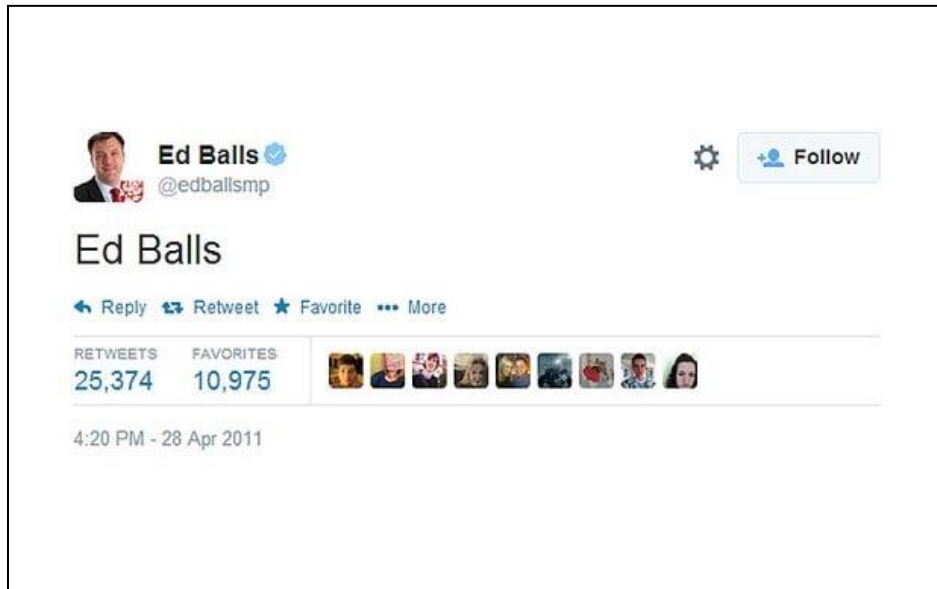 Ed Balls
@edballsmp
Follow
Ed Balls
Reply Retweet Favorite More
RETWEETS FAVORITES
25,374 10,975
4:20 PM - 28 Apr 2011